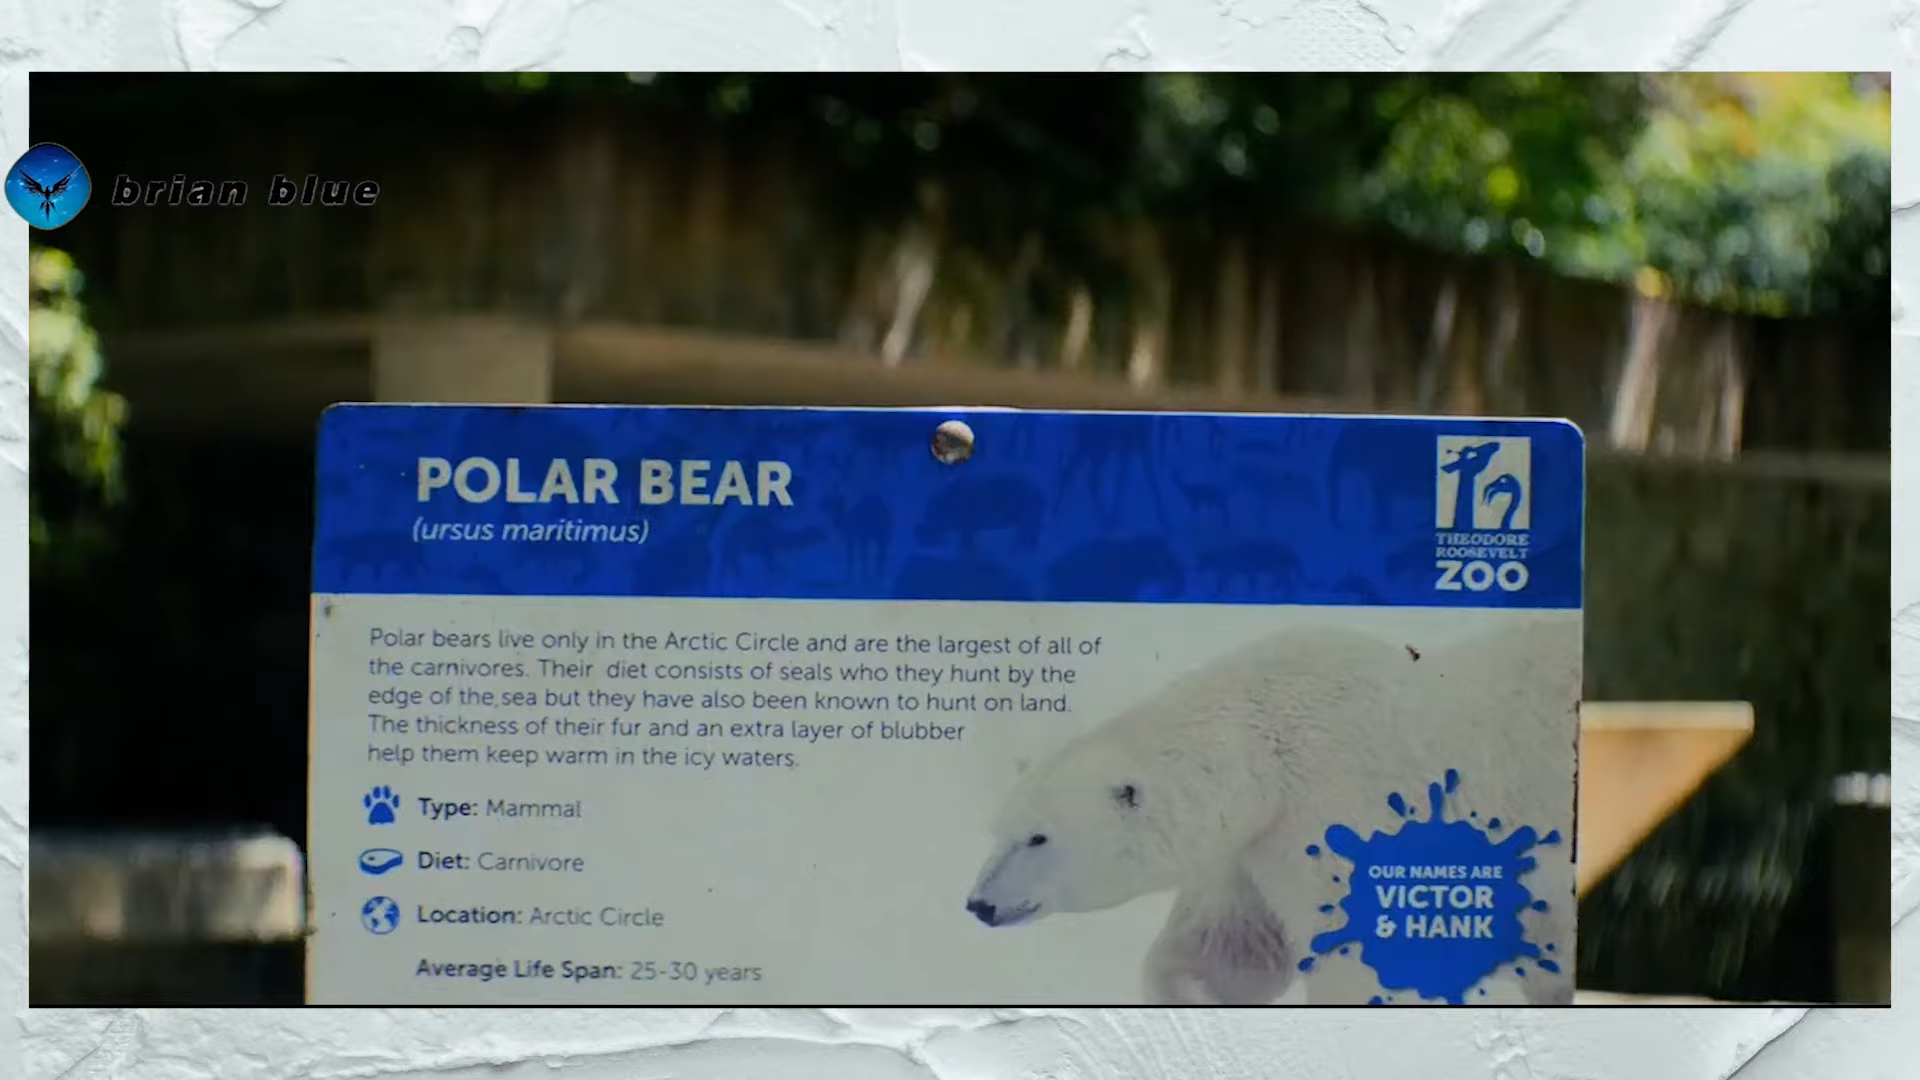 brian blue
POLAR BEAR
(ursus maritimus)
THEODORE
ROOSEVELT
ZOO
Polar bears live only in the Arctic Circle and are the largest of all of
the carnivores. Their diet consists of seals who they hunt by the
edge of the sea but they have also been known to hunt on land.
The thickness of their fur and an extra layer of blubber
help them keep warm in the icy waters.
Type: Mammal
Diet: Carnivore
Location: Arctic Circle
Average Life Span: 25-30 years
OUR NAMES ARE
VICTOR
& HANK